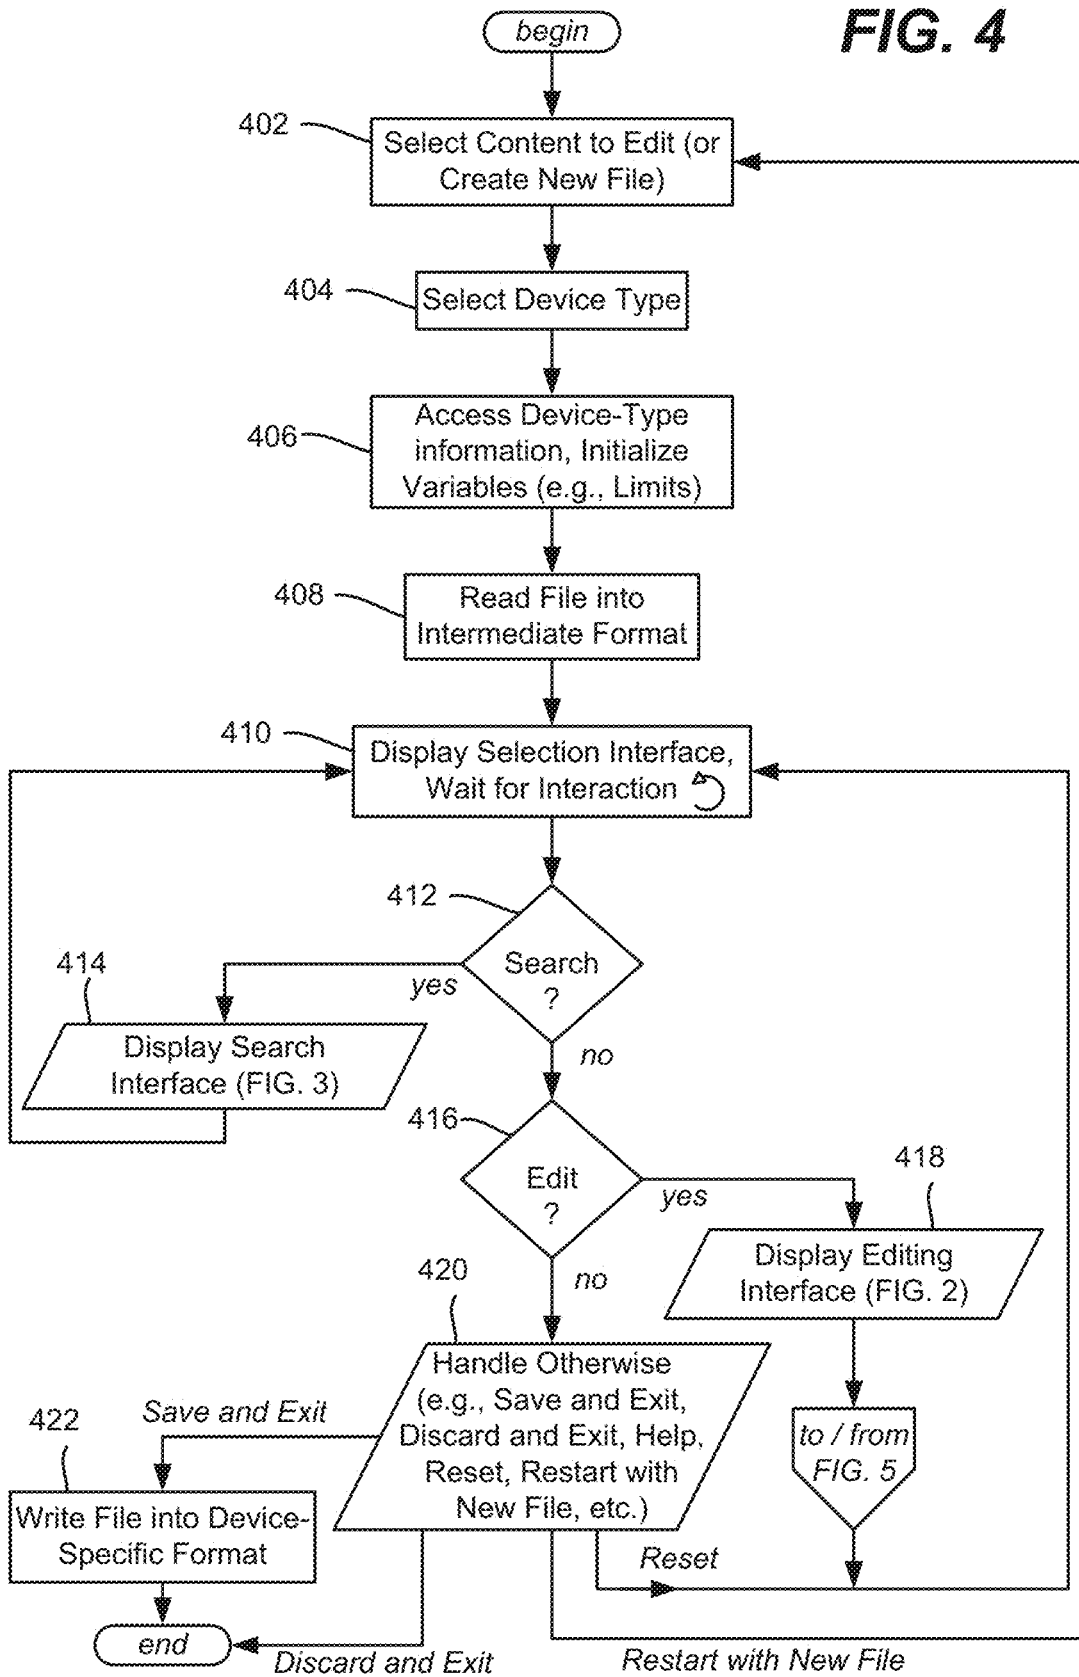 begin
FIG. 4
402
Select Content to Edit (or
Create New File)
404
Select Device Type
406
Access Device-Type
information, Initialize
Variables (e.g., Limits)
408
Read File into
Intermediate Format
410
Display Selection Interface,
Wait for Interaction
412
Search
?
yes
no
414
Display Search
Interface (FIG. 3)
416
Edit
?
yes
no
418
Display Editing
Interface (FIG. 2)
to / from
FIG. 5
420
Handle Otherwise
(e.g., Save and Exit,
Discard and Exit, Help,
Reset, Restart with
New File, etc.)
Save and Exit
422
Write File into Device-
Specific Format
Reset
end
Discard and Exit
Restart with New File